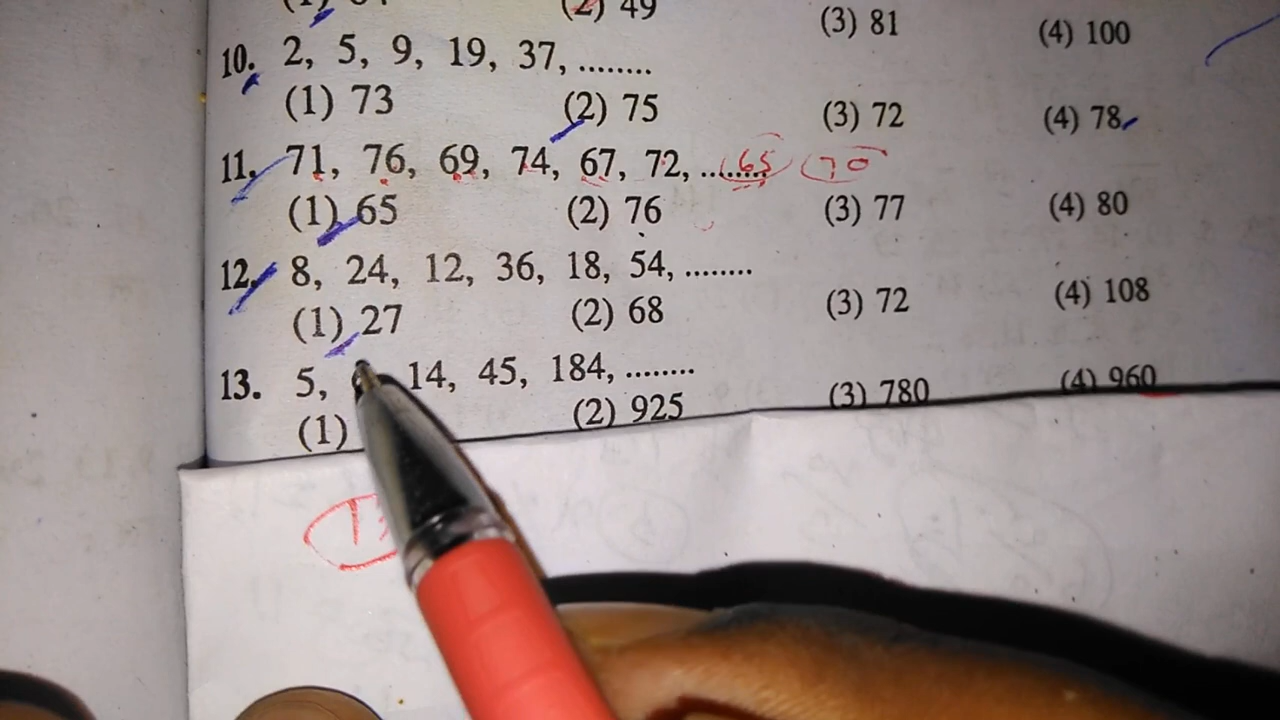 (2) 49 (3) 81 (4) 100
10. 2, 5, 9, 19, 37, ........
(1) 73 (2) 75 (3) 72 (4) 78
11. 71, 76, 69, 74, 67, 72, ........ 65 70
(1) 65 (2) 76 (3) 77 (4) 80
12. 8, 24, 12, 36, 18, 54, ........
(1) 27 (2) 68 (3) 72 (4) 108
13. 5, 14, 45, 184, ........
(1) (2) 925 (3) 780 (4) 960